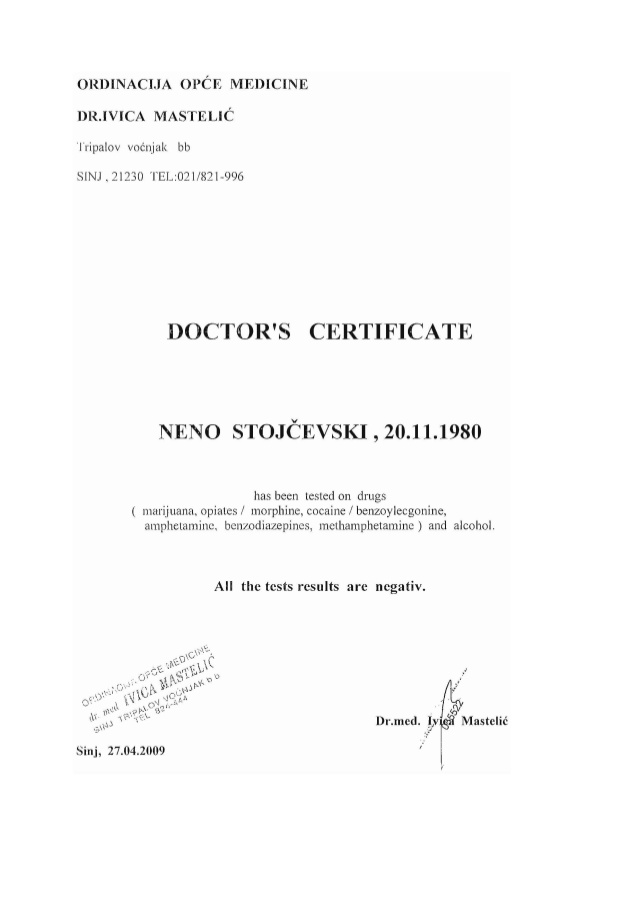 ORDINACIJA OPĆE MEDICINE
DR.IVICA MASTELIĆ
Tripalov voćnjak bb
SINJ , 21230 TEL:021/821-996
DOCTOR'S CERTIFICATE
NENO STOJČEVSKI , 20.11.1980
has been tested on drugs
( marijuana, opiates / morphine, cocaine / benzoylecgonine,
amphetamine, benzodiazepines, methamphetamine ) and alcohol.
All the tests results are negativ.
ORDINACIJA OPĆE MEDICINE
dr. med. IVICA MASTELIĆ
SINJ TRIPALOV VOĆNJAK b b
TEL 824-444
Dr.med. Ivica Mastelić
Sinj, 27.04.2009